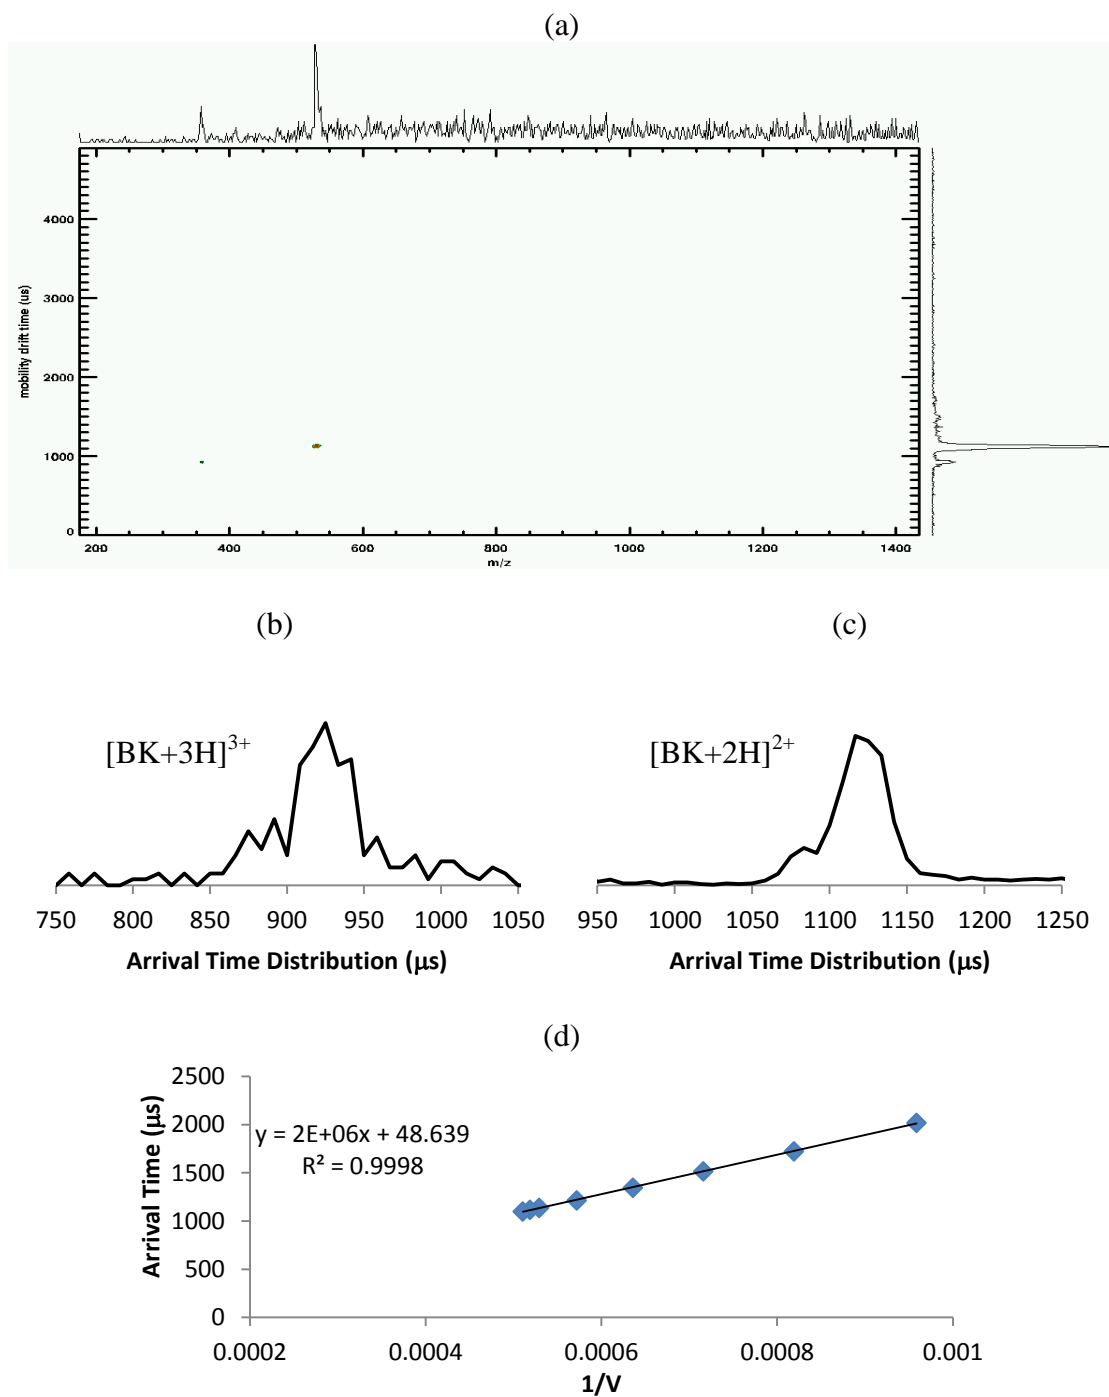 (a)
4000
3000
2000
1000
0
mobility drift time (us)
200 400 600 800 1000 1200 1400
m/z
(b) (c)
[BK+3H]3+ [BK+2H]2+
750 800 850 900 950 1000 1050
Arrival Time Distribution (μs)
950 1000 1050 1100 1150 1200 1250
Arrival Time Distribution (μs)
(d)
2500
2000
1500
1000
500
0
Arrival Time (μs)
y = 2E+06x + 48.639
R² = 0.9998
0.0002 0.0004 0.0006 0.0008 0.001
1/V